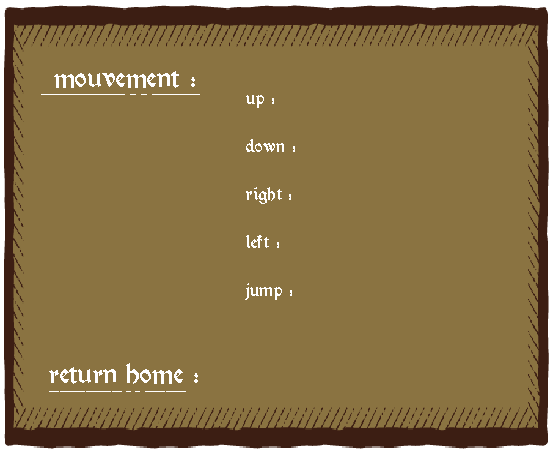 mouvement :
up :
down :
right :
left :
jump :
return home :